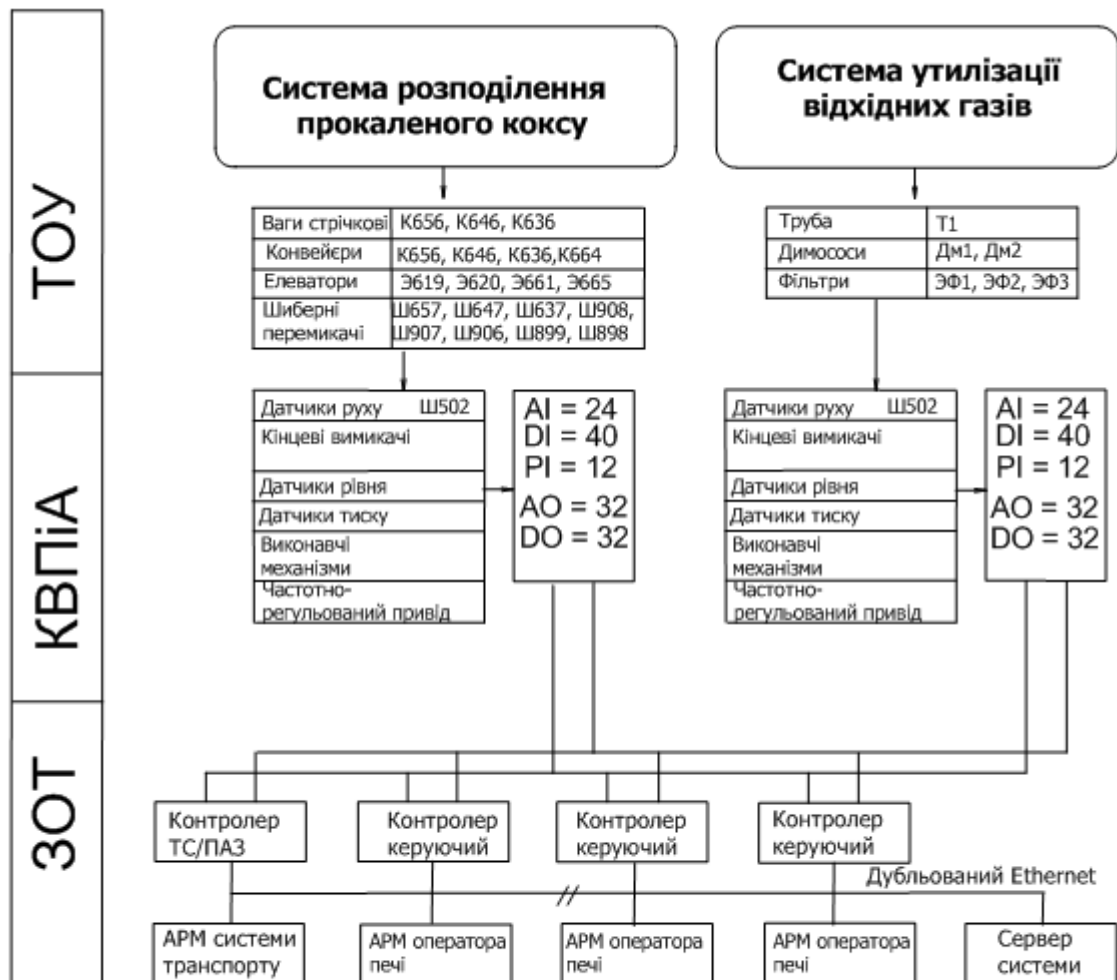 ТОУ
КВПіА
ЗОТ
Система розподілення
прокаленого коксу
Ваги стрічкові К656, К646, К636
Конвейєри К656, К646, К636,К664
Елеватори Э619, Э620, Э661, Э665
Шиберні Ш657, Ш647, Ш637, Ш908,
перемикачі Ш907, Ш906, Ш899, Ш898
Датчики руху Ш502
Кінцеві вимикачі
Датчики рівня
Датчики тиску
Виконавчі
механізми
Частотно-
регульований привід
AI = 24
DI = 40
PI = 12
AO = 32
DO = 32
Система утилізації
відхідних газів
Труба Т1
Димососи Дм1, Дм2
Фільтри ЭФ1, ЭФ2, ЭФ3
Датчики руху Ш502
Кінцеві вимикачі
Датчики рівня
Датчики тиску
Виконавчі
механізми
Частотно-
регульований привід
AI = 24
DI = 40
PI = 12
AO = 32
DO = 32
Контролер
ТС/ПАЗ
Контролер
керуючий
Контролер
керуючий
Контролер
керуючий
Дубльований Ethernet
АРМ системи
транспорту
АРМ оператора
печі
АРМ оператора
печі
АРМ оператора
печі
Сервер
системи